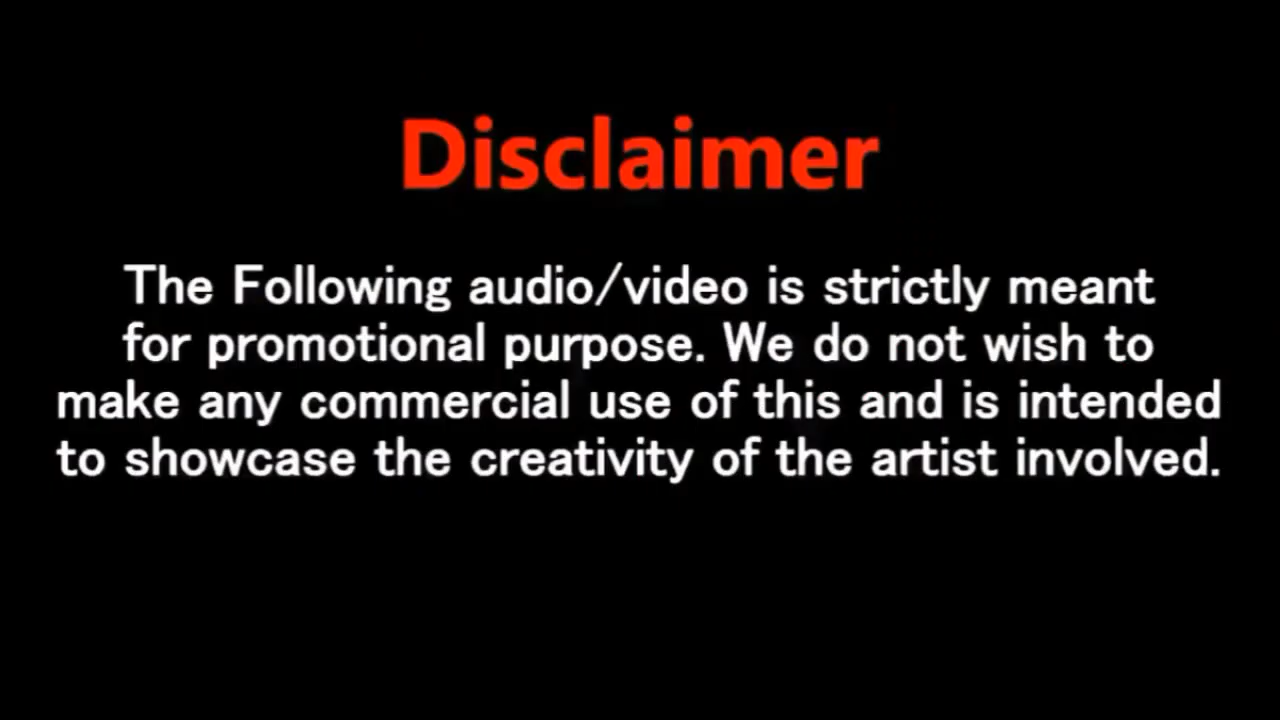 Disclaimer
The Following audio/video is strictly meant
for promotional purpose. We do not wish to
make any commercial use of this and is intended
to showcase the creativity of the artist involved.